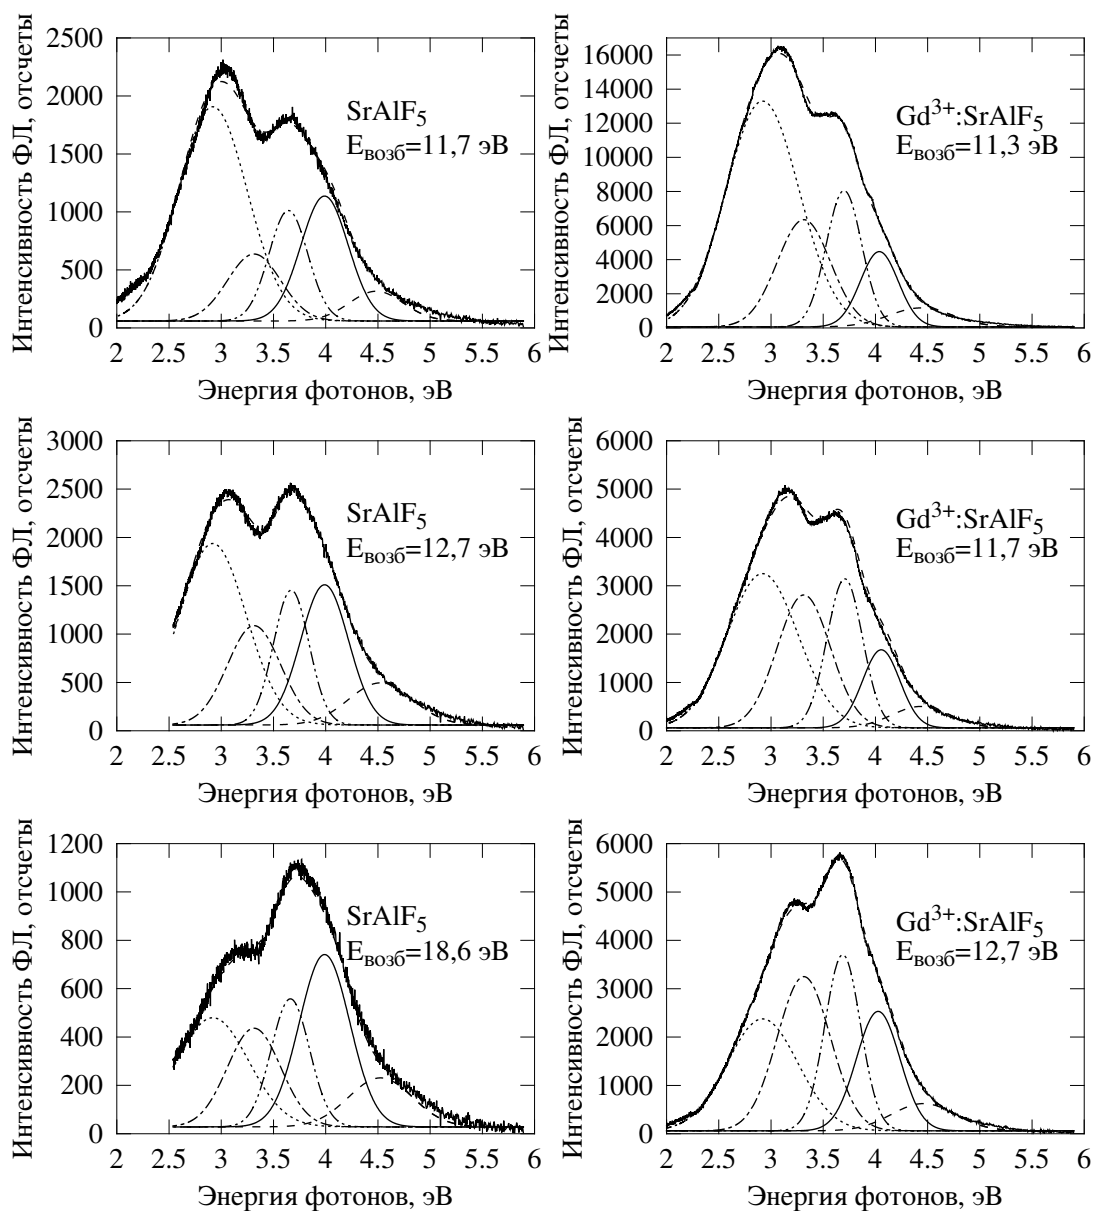 Интенсивность ФЛ, отсчеты
2500
2000
1500
1000
500
0
SrAlF5
Eвозб=11,7 эВ
2 2.5 3 3.5 4 4.5 5 5.5 6
Энергия фотонов, эВ
Интенсивность ФЛ, отсчеты
16000
14000
12000
10000
8000
6000
4000
2000
0
Gd3+:SrAlF5
Eвозб=11,3 эВ
2 2.5 3 3.5 4 4.5 5 5.5 6
Энергия фотонов, эВ
Интенсивность ФЛ, отсчеты
3000
2500
2000
1500
1000
500
0
SrAlF5
Eвозб=12,7 эВ
2 2.5 3 3.5 4 4.5 5 5.5 6
Энергия фотонов, эВ
Интенсивность ФЛ, отсчеты
6000
5000
4000
3000
2000
1000
0
Gd3+:SrAlF5
Eвозб=11,7 эВ
2 2.5 3 3.5 4 4.5 5 5.5 6
Энергия фотонов, эВ
Интенсивность ФЛ, отсчеты
1200
1000
800
600
400
200
0
SrAlF5
Eвозб=18,6 эВ
2 2.5 3 3.5 4 4.5 5 5.5 6
Энергия фотонов, эВ
Интенсивность ФЛ, отсчеты
6000
5000
4000
3000
2000
1000
0
Gd3+:SrAlF5
Eвозб=12,7 эВ
2 2.5 3 3.5 4 4.5 5 5.5 6
Энергия фотонов, эВ